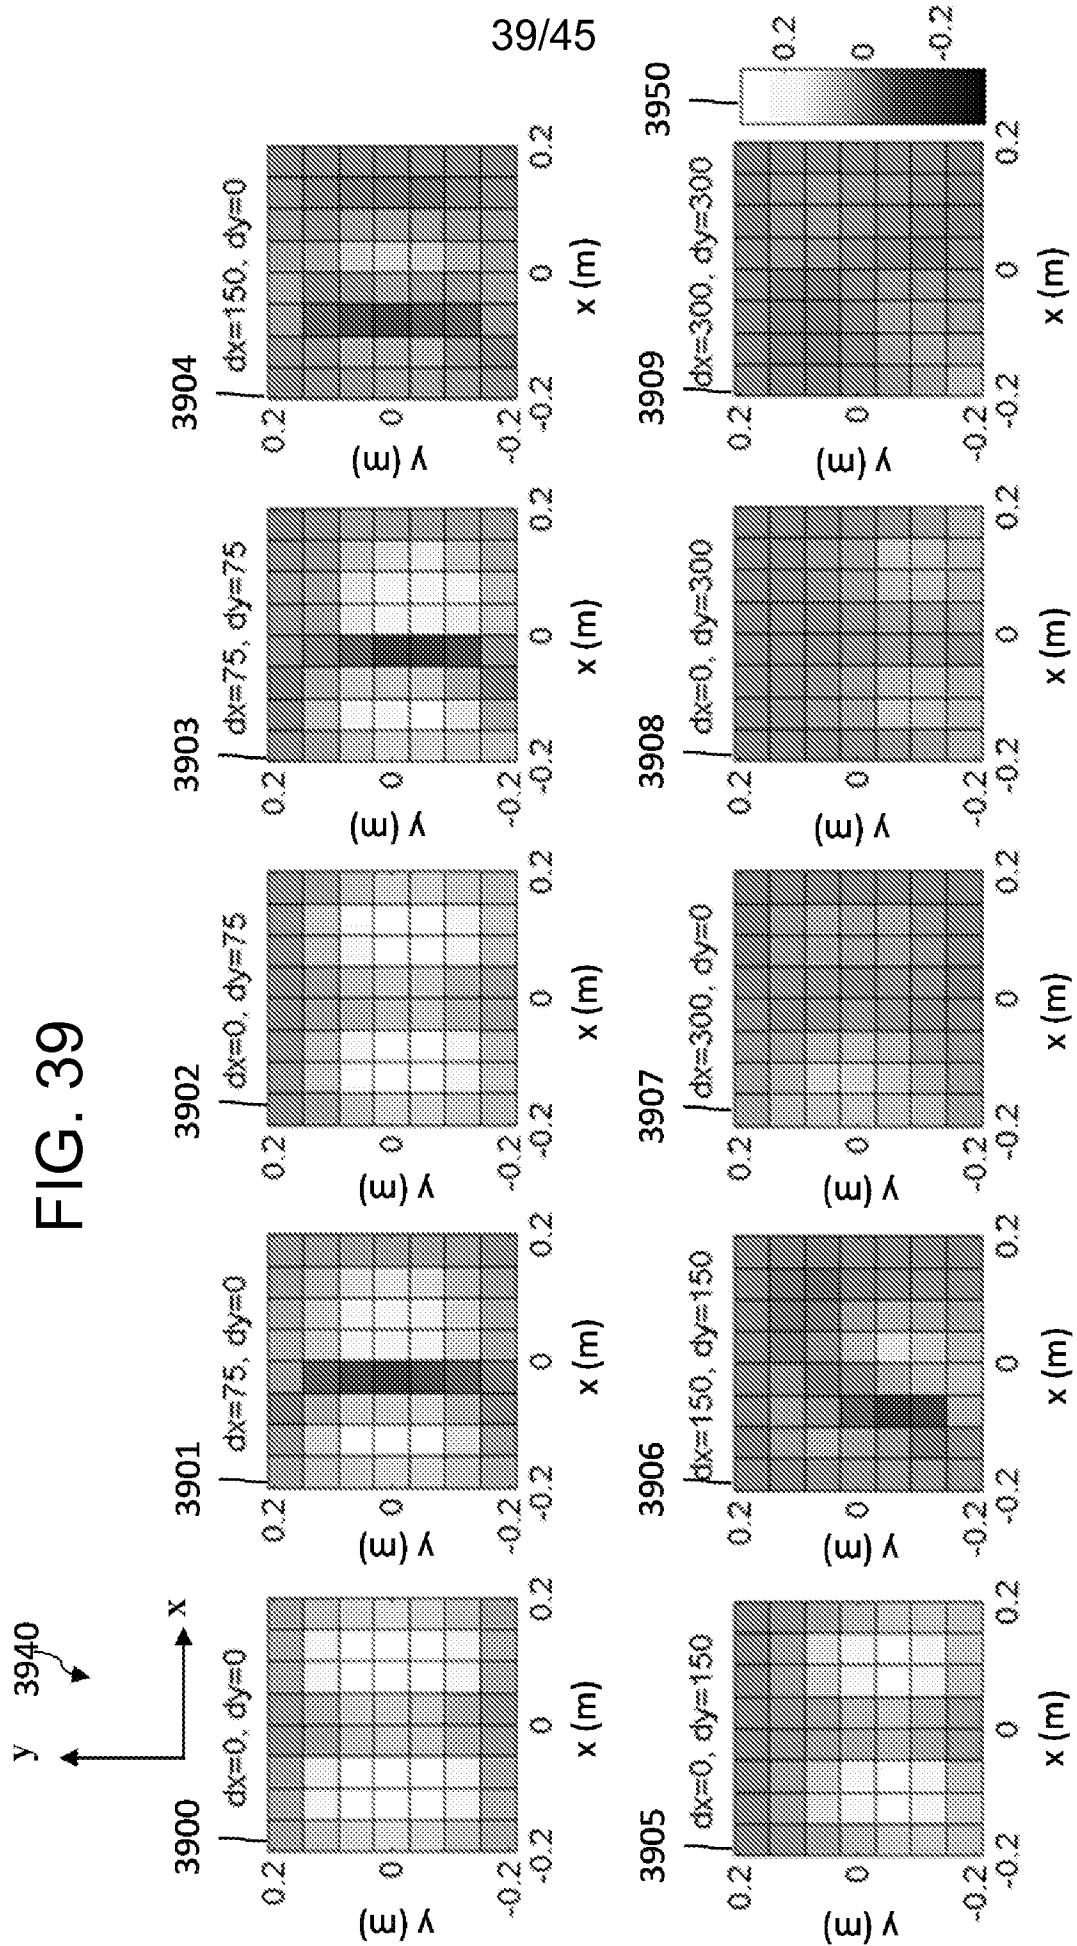 39/45
FIG. 39
y
3940
x
3900
dx=0, dy=0
0.2
0
-0.2
y (m)
-0.2
0
0.2
x (m)
3901
dx=75, dy=0
0.2
0
-0.2
y (m)
-0.2
0
0.2
x (m)
3902
dx=0, dy=75
0.2
0
-0.2
y (m)
-0.2
0
0.2
x (m)
3903
dx=75, dy=75
0.2
0
-0.2
y (m)
-0.2
0
0.2
x (m)
3904
dx=150, dy=0
0.2
0
-0.2
y (m)
-0.2
0
0.2
x (m)
3905
dx=0, dy=150
0.2
0
-0.2
y (m)
-0.2
0
0.2
x (m)
3906
dx=150, dy=150
0.2
0
-0.2
y (m)
-0.2
0
0.2
x (m)
3907
dx=300, dy=0
0.2
0
-0.2
y (m)
-0.2
0
0.2
x (m)
3908
dx=0, dy=300
0.2
0
-0.2
y (m)
-0.2
0
0.2
x (m)
3909
dx=300, dy=300
0.2
0
-0.2
y (m)
-0.2
0
0.2
x (m)
3950
0.2
0
-0.2